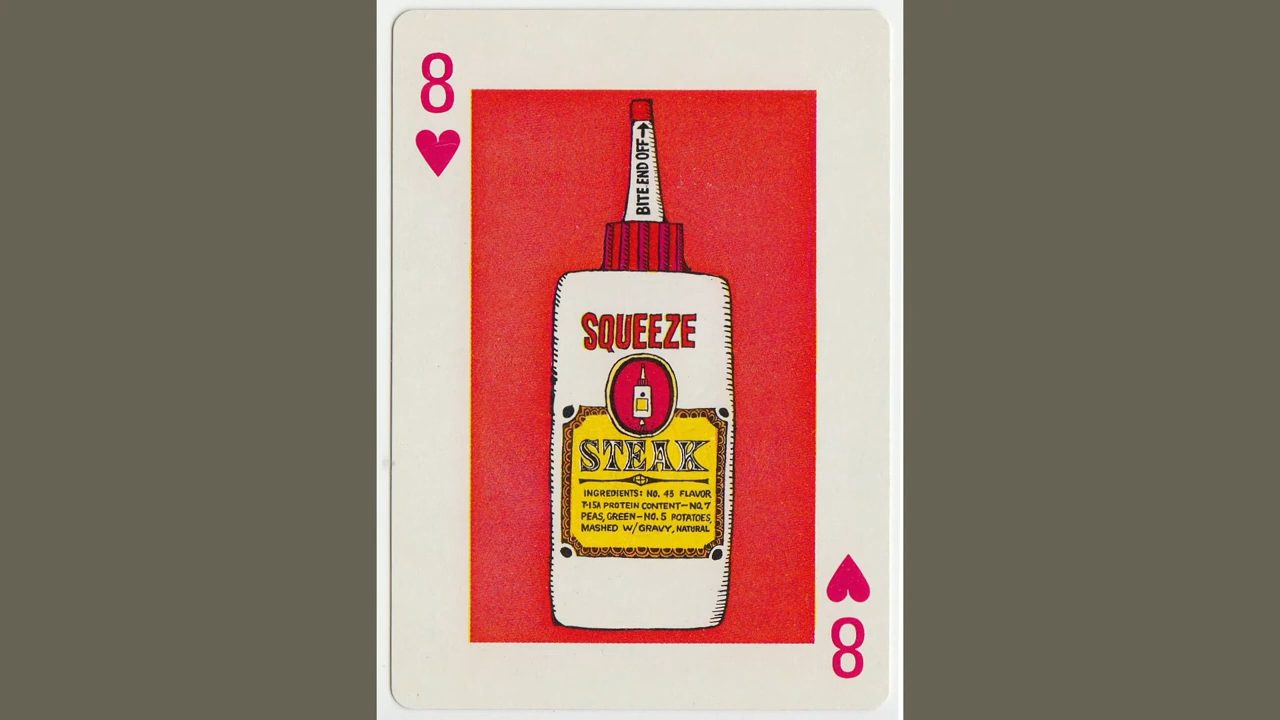 8
BITE END OFF→
SQUEEZE
STEAK
INGREDIENTS: NO. 43 FLAVOR
T-15A PROTEIN CONTENT-NO. 7
PEAS, GREEN-NO. 5 POTATOES,
MASHED W/GRAVY, NATURAL
8